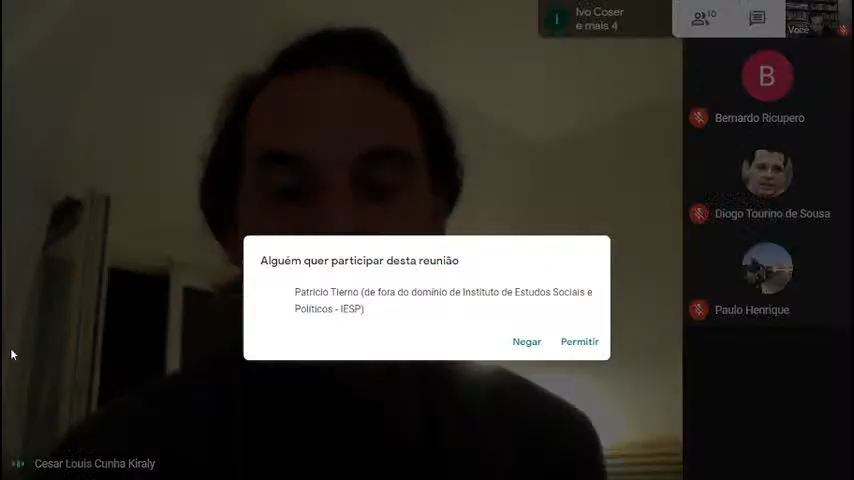 Ivo Coser
e mais 4
10
Você
B
Bernardo Ricupero
Diogo Tourino de Sousa
Paulo Henrique
Alguém quer participar desta reunião
Patricio Tierno (de fora do domínio de Instituto de Estudos Sociais e
Políticos - IESP)
Negar
Permitir
Cesar Louis Cunha Kiraly
I